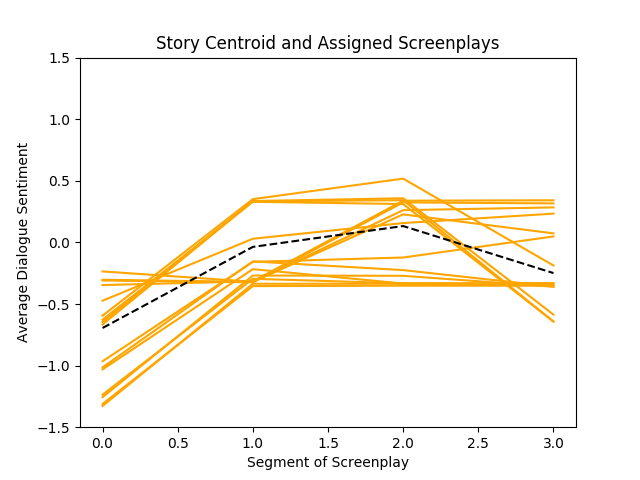 Story Centroid and Assigned Screenplays
1.5
1.0
0.5
0.0
−0.5
−1.0
−1.5
Average Dialogue Sentiment
0.0 0.5 1.0 1.5 2.0 2.5 3.0
Segment of Screenplay